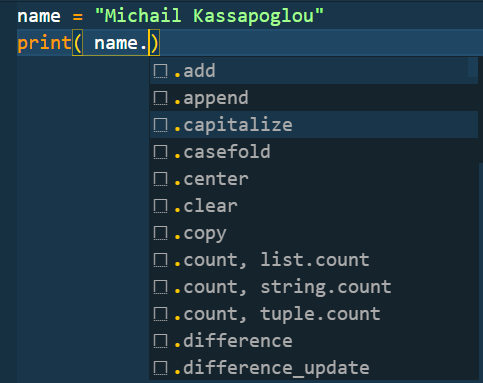 name = "Michail Kassapoglou"
print( name.)
.add
.append
.capitalize
.casefold
.center
.clear
.copy
.count, list.count
.count, string.count
.count, tuple.count
.difference
.difference_update